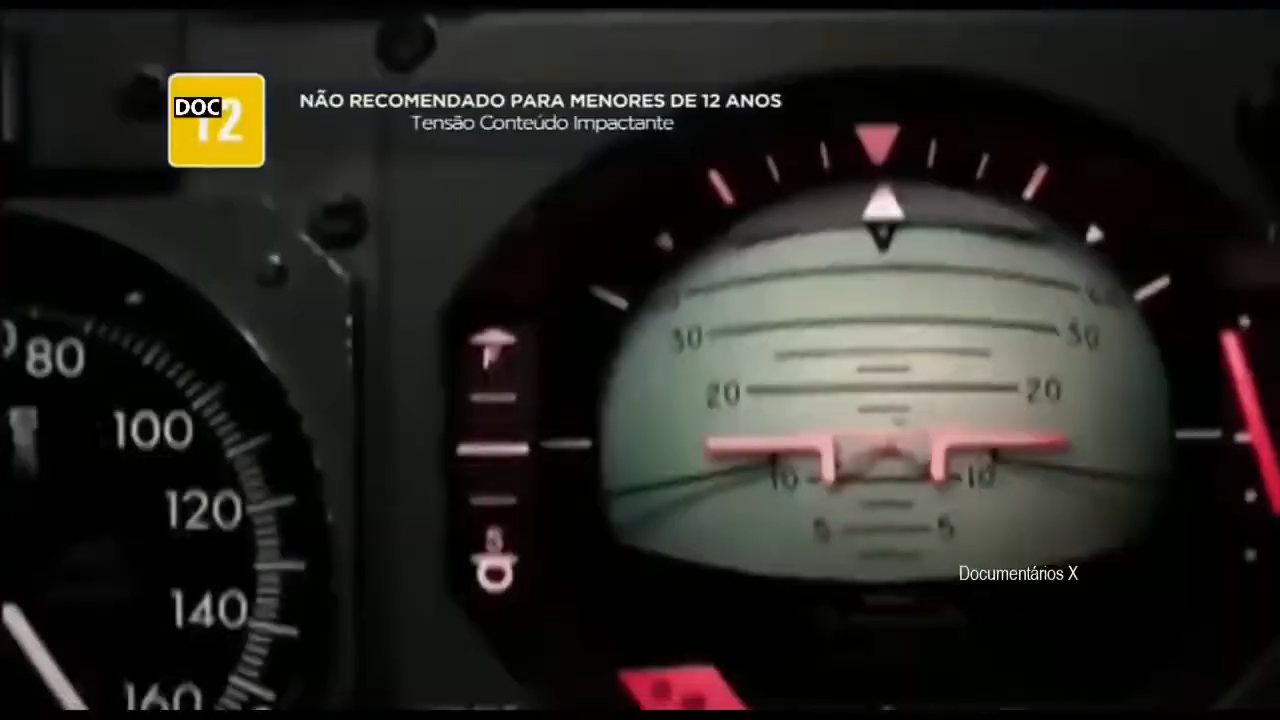 DOC
12
NÃO RECOMENDADO PARA MENORES DE 12 ANOS
Tensão Conteúdo Impactante
30 30
20 20
10 10
5 5
80
100
120
140
160
Documentários X